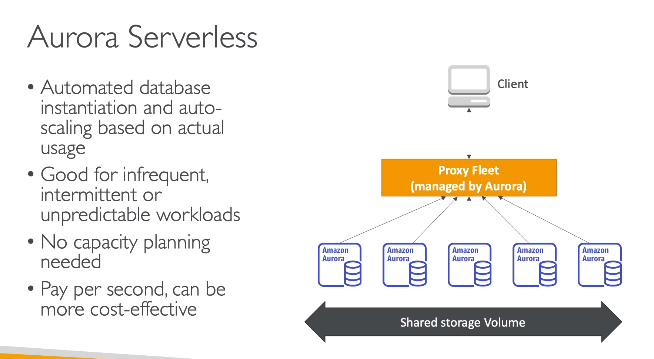 Aurora Serverless
• Automated database
instantiation and auto-
scaling based on actual
usage
• Good for infrequent,
intermittent or
unpredictable workloads
• No capacity planning
needed
• Pay per second, can be
more cost-effective
Client
Proxy Fleet
(managed by Aurora)
Amazon
Aurora
Amazon
Aurora
Amazon
Aurora
Amazon
Aurora
Amazon
Aurora
Shared storage Volume